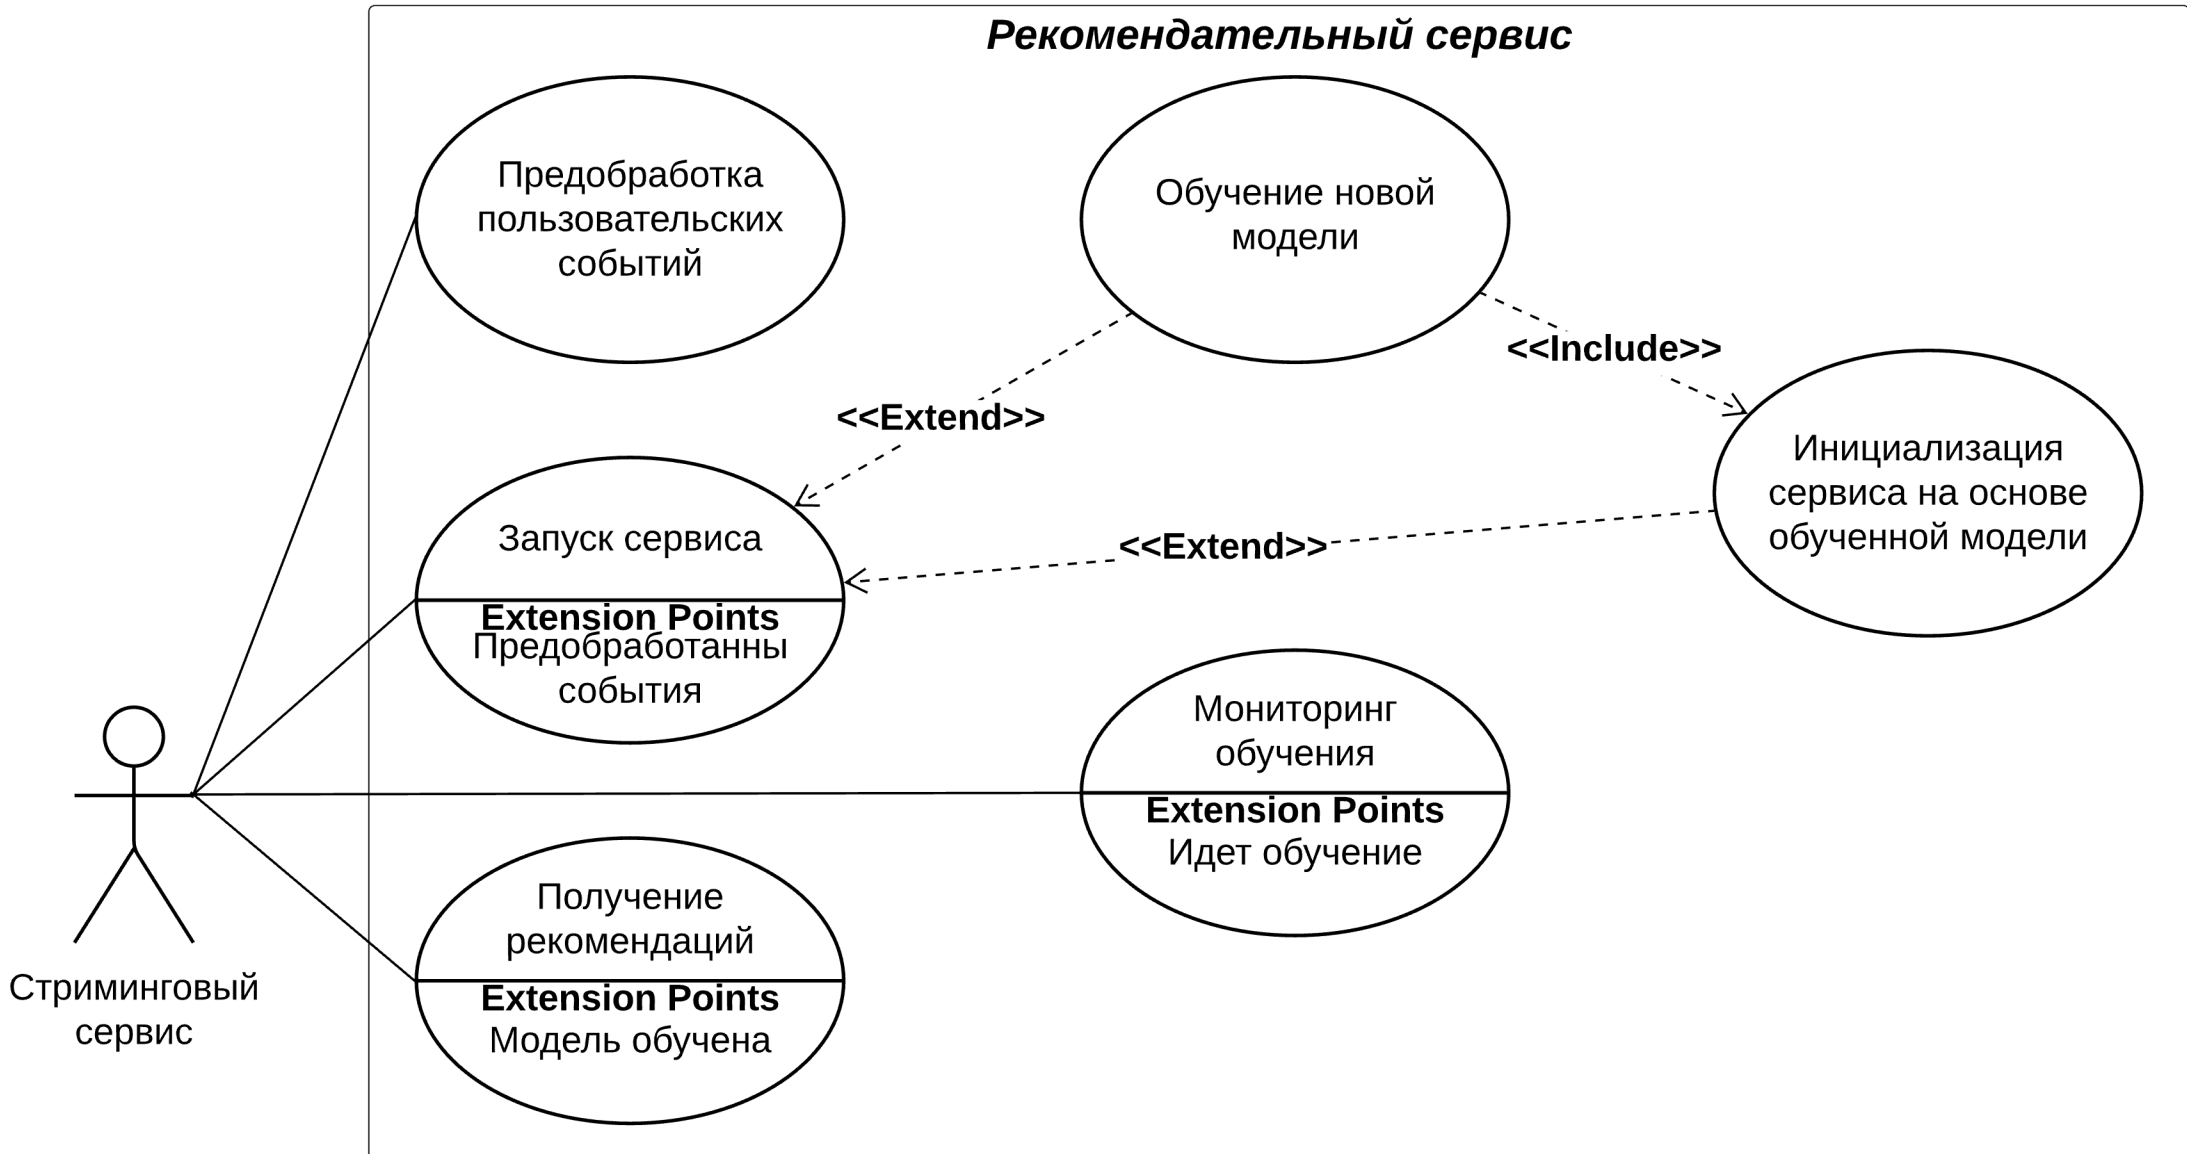 Рекомендательный сервис
Предобработка
пользовательских
событий
Обучение новой
модели
<<Include>>
<<Extend>>
Инициализация
сервиса на основе
обученной модели
Запуск сервиса
<<Extend>>
Extension Points
Предобработанны
события
Мониторинг
обучения
Extension Points
Идет обучение
Получение
рекомендаций
Extension Points
Модель обучена
Стриминговый
сервис